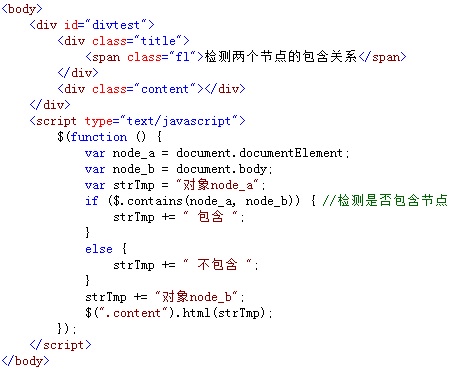 <body>
    <div id="divtest">
        <div class="title">
            <span class="fl">检测两个节点的包含关系</span>
        </div>
        <div class="content"></div>
    </div>
    <script type="text/javascript">
        $(function () {
            var node_a = document.documentElement;
            var node_b = document.body;
            var strTmp = "对象node_a";
            if ($.contains(node_a, node_b)) { //检测是否包含节点
                strTmp += " 包含 ";
            }
            else {
                strTmp += " 不包含 ";
            }
            strTmp += "对象node_b";
            $(".content").html(strTmp);
        });
    </script>
</body>